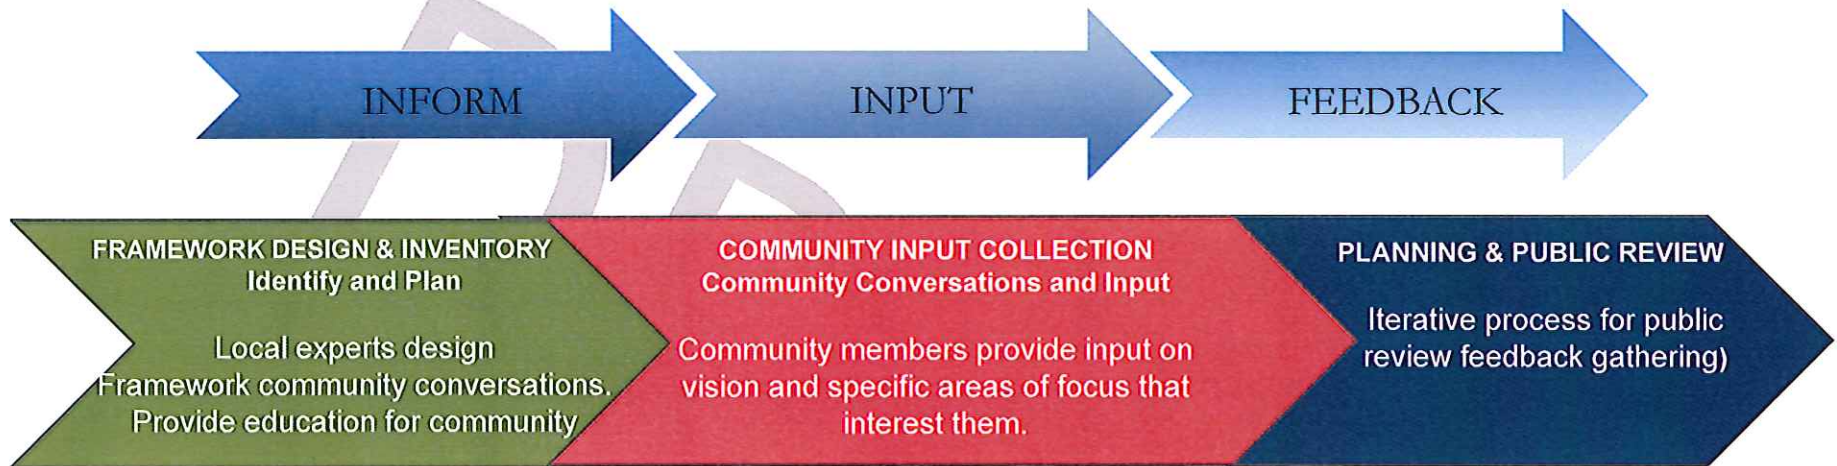 INFORM
INPUT
FEEDBACK
FRAMEWORK DESIGN & INVENTORY
Identify and Plan
Local experts design
Framework community conversations.
Provide education for community
COMMUNITY INPUT COLLECTION
Community Conversations and Input
Community members provide input on
vision and specific areas of focus that
interest them.
PLANNING & PUBLIC REVIEW
Iterative process for public
review feedback gathering)